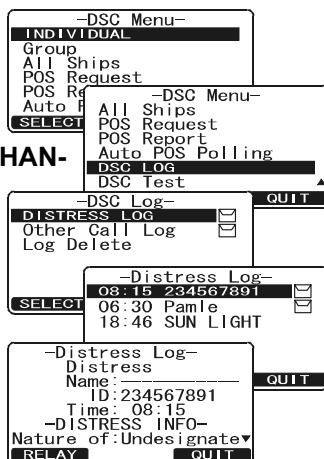 —DSC Menu—
INDIVIDUAL
Group
All Ships
POS Request
POS Re
Auto P
SELECT
—DSC Menu—
All Ships
POS Request
POS Report
Auto POS Polling
DSC LOG
DSC Test
QUIT
HAN-
—DSC Log—
DISTRESS LOG
Other Call Log
Log Delete
SELECT
—Distress Log—
08:15 234567891
06:30 Pamle
18:46 SUN LIGHT
QUIT
—Distress Log—
Distress
Name:——————————
ID:234567891
Time: 08:15
—DISTRESS INFO—
Nature of:Undesignate▼
RELAY QUIT